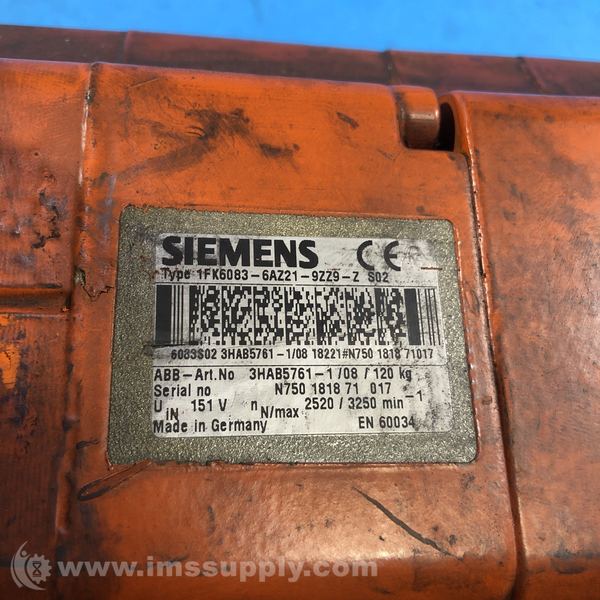 SIEMENS CE
Type 1FK6083-6AZ21-9ZZ9-Z S02
6083S02 3HAB5761-1/08 18221#N750 1818 71017
ABB-Art.No 3HAB5761-1/08/120 kg
Serial no N750 1818 71 017
U IN 151 V n N/max 2520/3250 min -1
Made in Germany EN 60034
www.imssupply.com